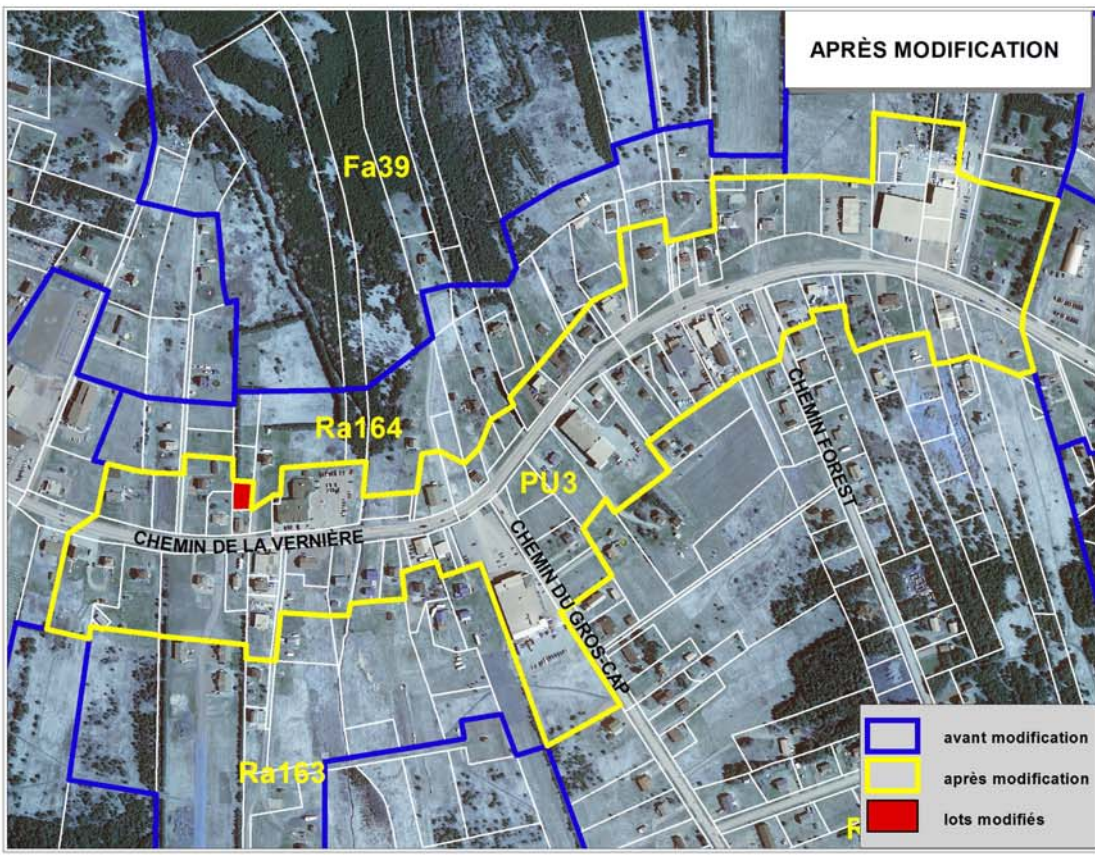 APRÈS MODIFICATION
Fa39
Ra164
PU3
CHEMIN FOREST
CHEMIN DE LA VERNIÈRE
CHEMIN DU GROS-CAP
Ra163
R
avant modification
après modification
lots modifiés